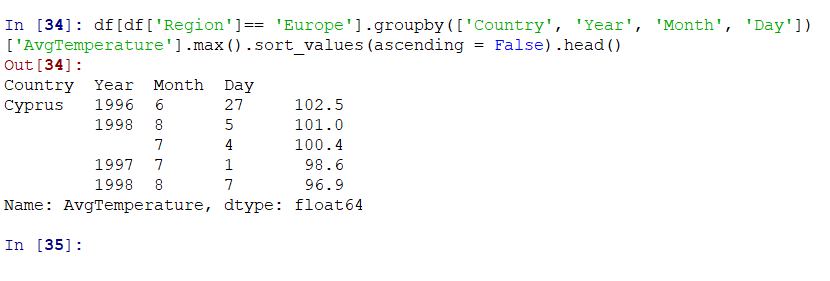 In [34]: df[df['Region']== 'Europe'].groupby(['Country', 'Year', 'Month', 'Day'])
['AvgTemperature'].max().sort_values(ascending = False).head()
Out[34]:
Country  Year  Month  Day
Cyprus   1996  6      27     102.5
         1998  8      5      101.0
               7      4      100.4
         1997  7      1       98.6
         1998  8      7       96.9
Name: AvgTemperature, dtype: float64
In [35]: